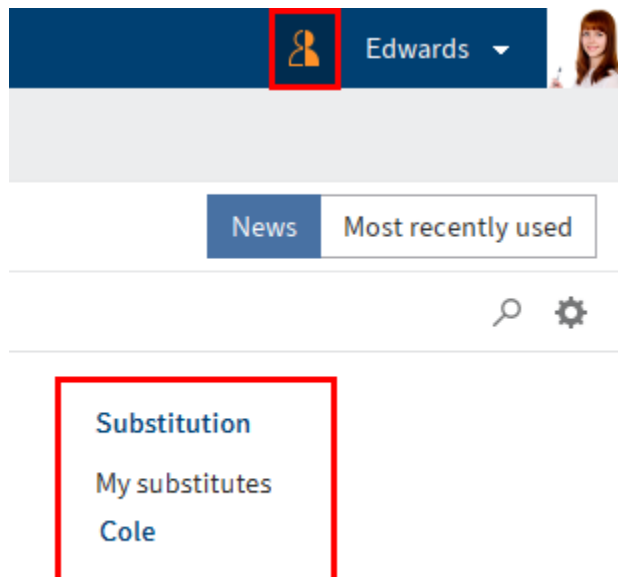 Edwards
News Most recently used
Substitution
My substitutes
Cole